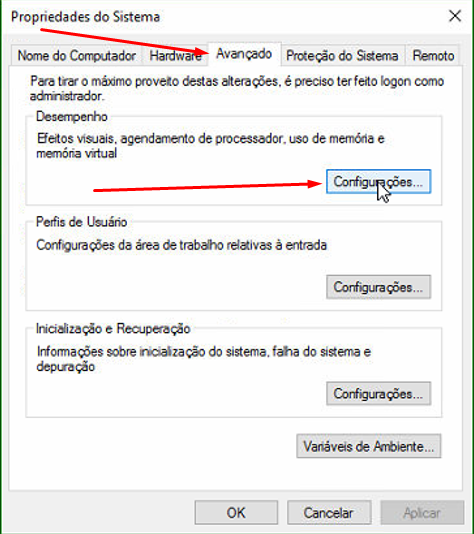 Propriedades do Sistema
Nome do Computador Hardware Avançado Proteção do Sistema Remoto
Para tirar o máximo proveito destas alterações, é preciso ter feito logon como
administrador.
Desempenho
Efeitos visuais, agendamento de processador, uso de memória e
memória virtual
Configurações...
Perfis de Usuário
Configurações da área de trabalho relativas à entrada
Configurações...
Inicialização e Recuperação
Informações sobre inicialização do sistema, falha do sistema e
depuração
Configurações...
Variáveis de Ambiente...
OK Cancelar Aplicar